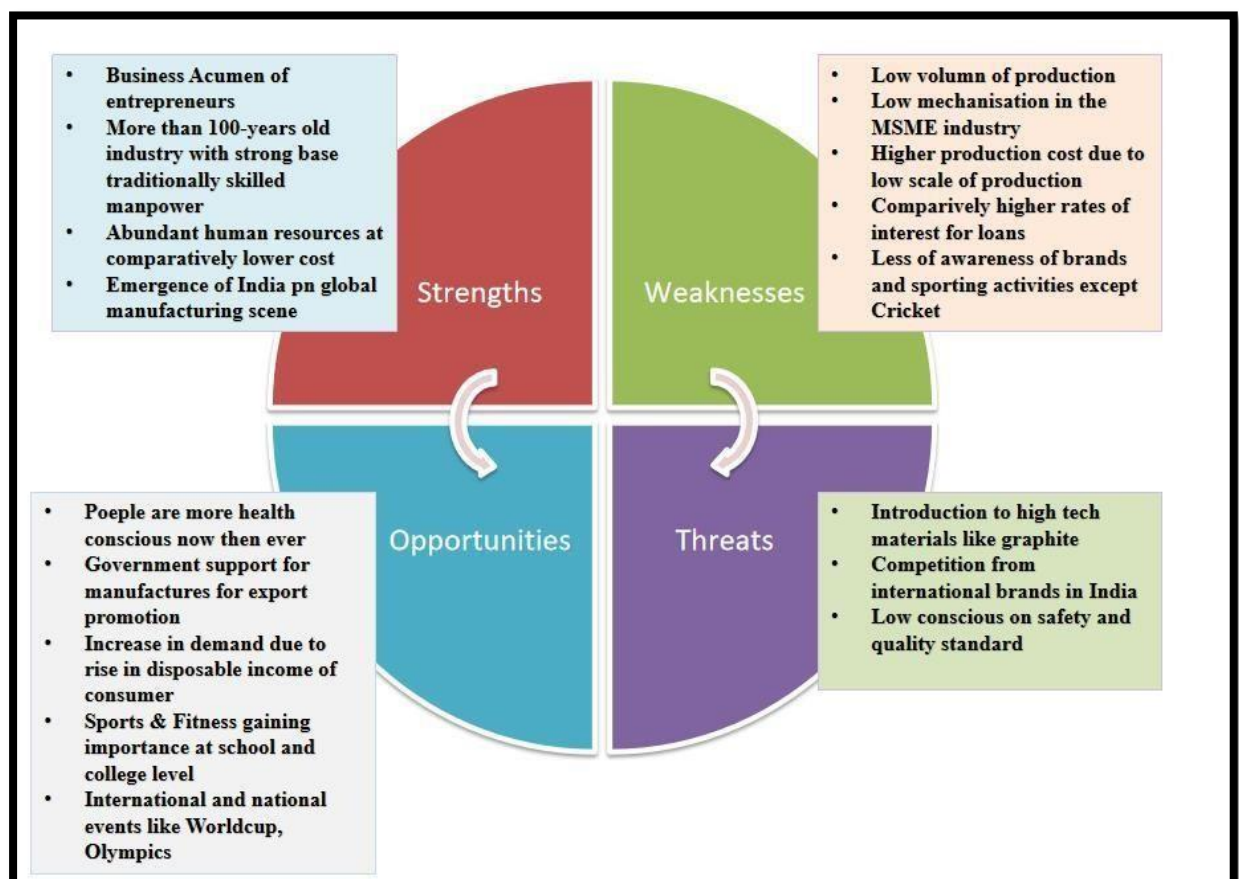 • Business Acumen of
entrepreneurs
• More than 100-years old
industry with strong base
traditionally skilled
manpower
• Abundant human resources at
comparatively lower cost
• Emergence of India pn global
manufacturing scene
Strengths
• Low volumn of production
• Low mechanisation in the
MSME industry
• Higher production cost due to
low scale of production
• Comparively higher rates of
interest for loans
• Less of awareness of brands
and sporting activities except
Cricket
Weaknesses
• Poeple are more health
conscious now then ever
• Government support for
manufactures for export
promotion
• Increase in demand due to
rise in disposable income of
consumer
• Sports & Fitness gaining
importance at school and
college level
• International and national
events like Worldcup,
Olympics
Opportunities
• Introduction to high tech
materials like graphite
• Competition from
international brands in India
• Low conscious on safety and
quality standard
Threats